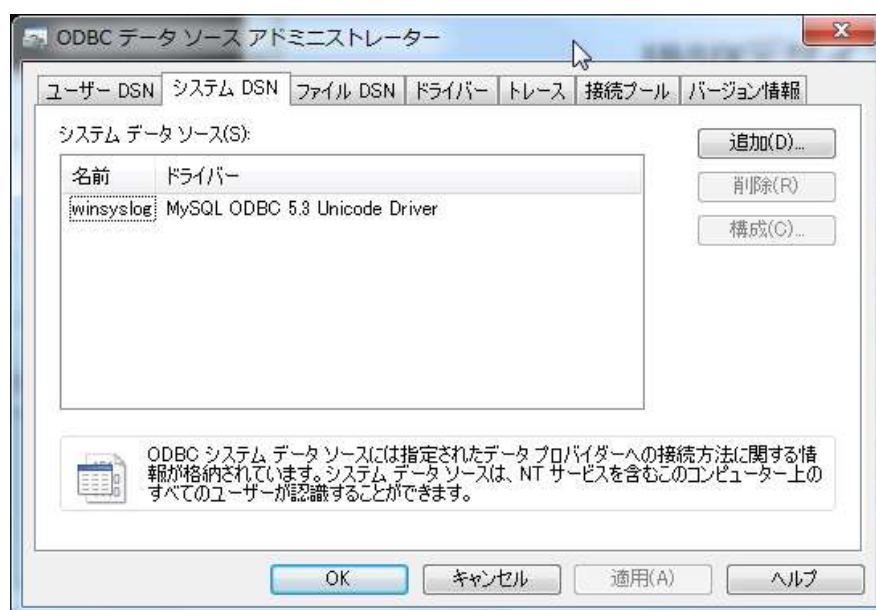 ODBC データ ソース アドミニストレーター
ユーザー DSN
システム DSN
ファイル DSN
ドライバー
トレース
接続プール
バージョン情報
システム データ ソース(S):
追加(D)...
名前
ドライバー
削除(R)
winsyslog
MySQL ODBC 5.3 Unicode Driver
構成(C)...
ODBC システム データ ソースには指定されたデータ プロバイダーへの接続方法に関する情
報が格納されています。システム データ ソースは、NT サービスを含むこのコンピューター上の
すべてのユーザーが認識することができます。
OK
キャンセル
適用(A)
ヘルプ